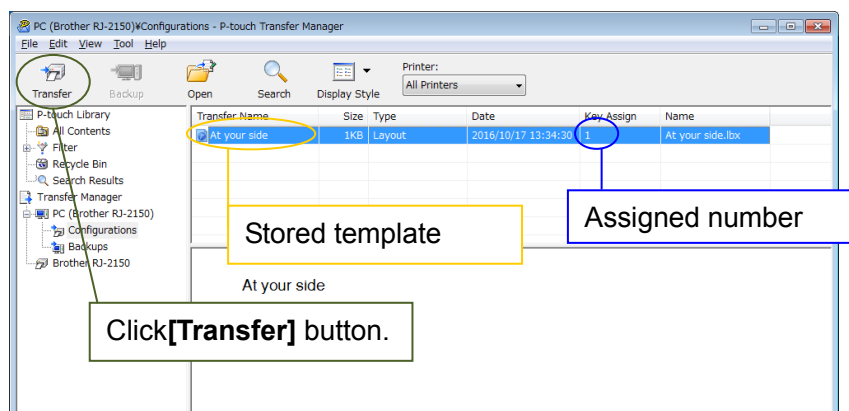 PC (Brother RJ-2150)¥Configurations - P-touch Transfer Manager
File Edit View Tool Help
Transfer Backup Open Search Display Style Printer:
All Printers
P-touch Library
All Contents
Filter
Recycle Bin
Search Results
Transfer Manager
PC (Brother RJ-2150)
Configurations
Backups
Brother RJ-2150
Transfer Name Size Type Date Key Assign Name
At your side 1KB Layout 2016/10/17 13:34:30 1 At your side.lbx
Stored template
Assigned number
At your side
Click[Transfer] button.